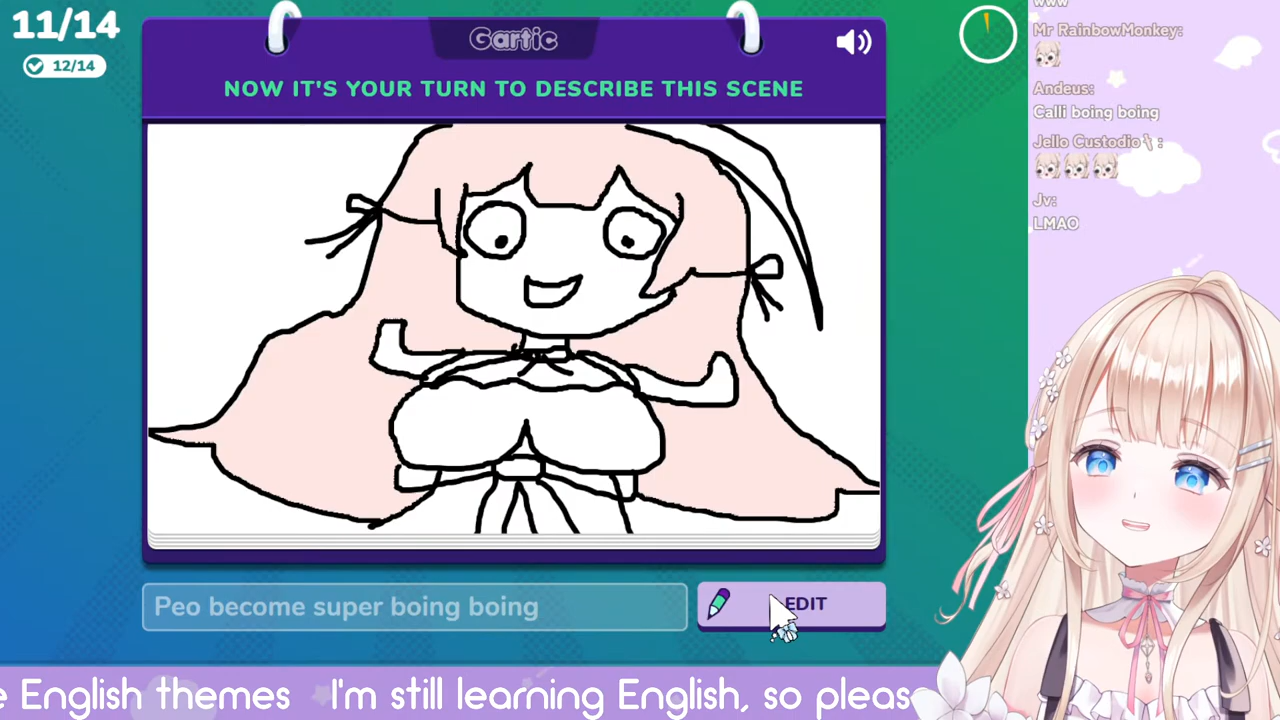 11/14
12/14
Gartic
NOW IT'S YOUR TURN TO DESCRIBE THIS SCENE
Peo become super boing boing
EDIT
www
Mr RainbowMonkey:
Andeus:
Calli boing boing
Jello Custodio :
Jv:
LMAO
e English themes I'm still learning English, so pleas